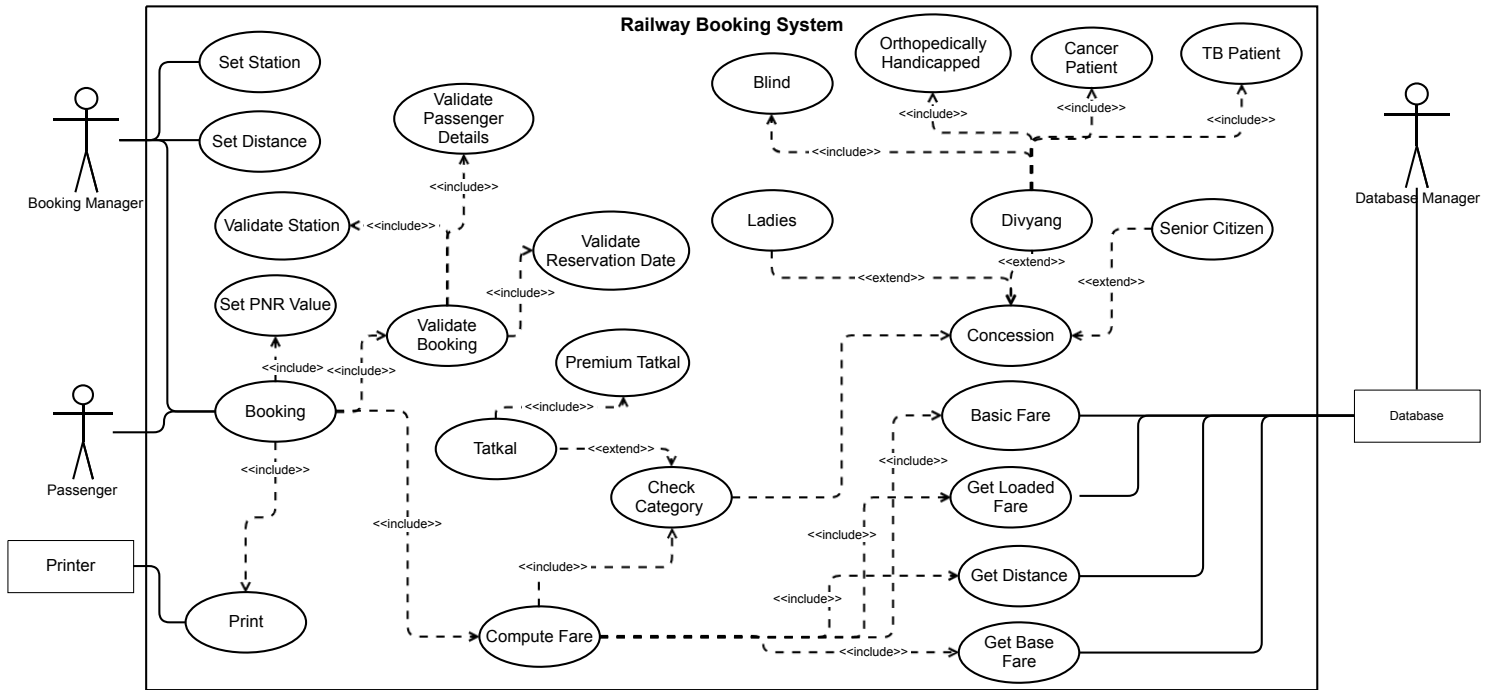 Railway Booking System
Set Station
Orthopedically
Handicapped
Cancer
Patient
TB Patient
Blind
Validate
Passenger
Details
<<include>>
<<include>>
<<include>>
Set Distance
<<include>>
Booking Manager
<<include>>
Database Manager
Validate Station
<<include>>
Ladies
Divyang
Senior Citizen
Validate
Reservation Date
<<extend>>
<<extend>>
<<extend>>
<<include>>
Set PNR Value
Validate
Booking
Concession
Premium Tatkal
<<include>
<<include>>
Booking
<<include>>
Basic Fare
Database
Tatkal
<<extend>>
<<include>>
<<include>>
Passenger
Check
Category
Get Loaded
Fare
<<include>>
<<include>>
Printer
<<include>>
Get Distance
<<include>>
Print
Compute Fare
Get Base
Fare
<<include>>